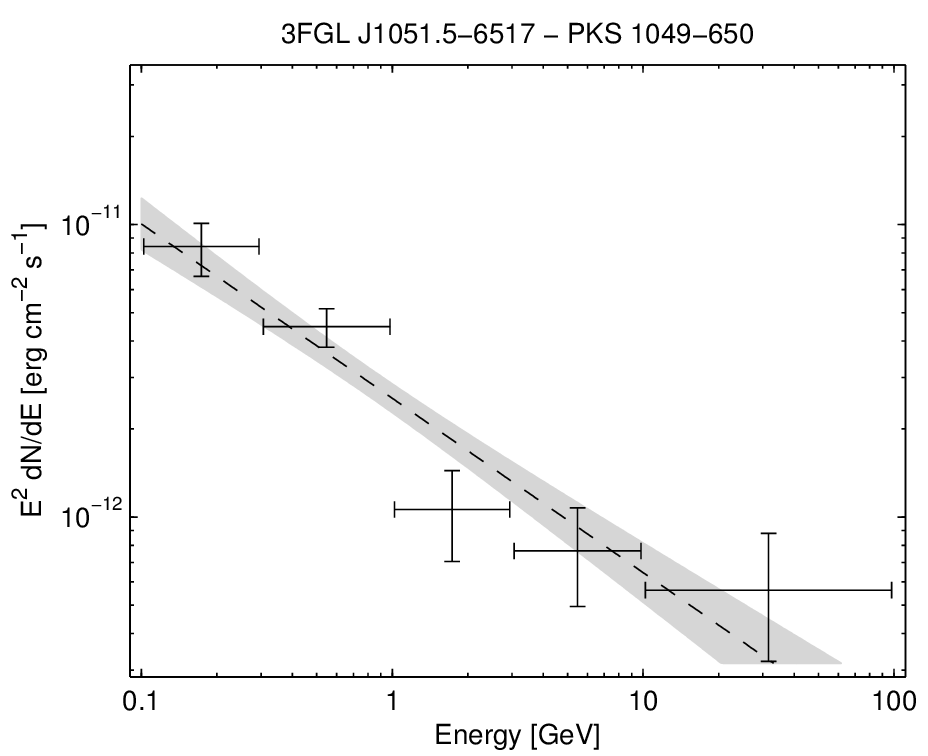 3FGL J1051.5−6517 − PKS 1049−650
E² dN/dE [erg cm⁻² s⁻¹]
10⁻¹¹
10⁻¹²
0.1 1 10 100
Energy [GeV]